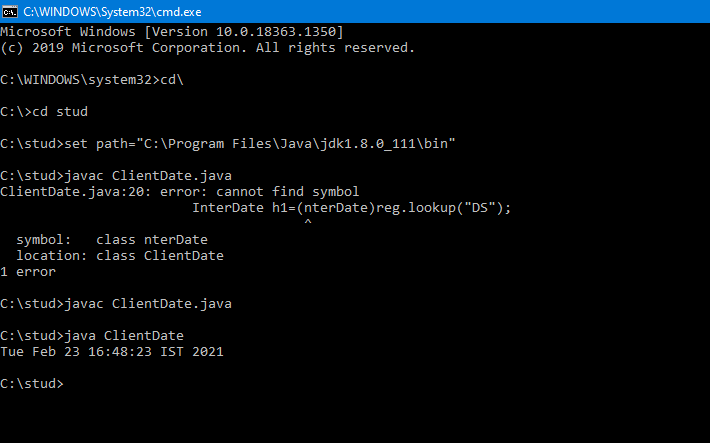 C:\WINDOWS\System32\cmd.exe
Microsoft Windows [Version 10.0.18363.1350]
(c) 2019 Microsoft Corporation. All rights reserved.
C:\WINDOWS\system32>cd\
C:\>cd stud
C:\stud>set path="C:\Program Files\Java\jdk1.8.0_111\bin"
C:\stud>javac ClientDate.java
ClientDate.java:20: error: cannot find symbol
                        InterDate h1=(nterDate)reg.lookup("DS");
                                      ^
  symbol:   class nterDate
  location: class ClientDate
1 error
C:\stud>javac ClientDate.java
C:\stud>java ClientDate
Tue Feb 23 16:48:23 IST 2021
C:\stud>